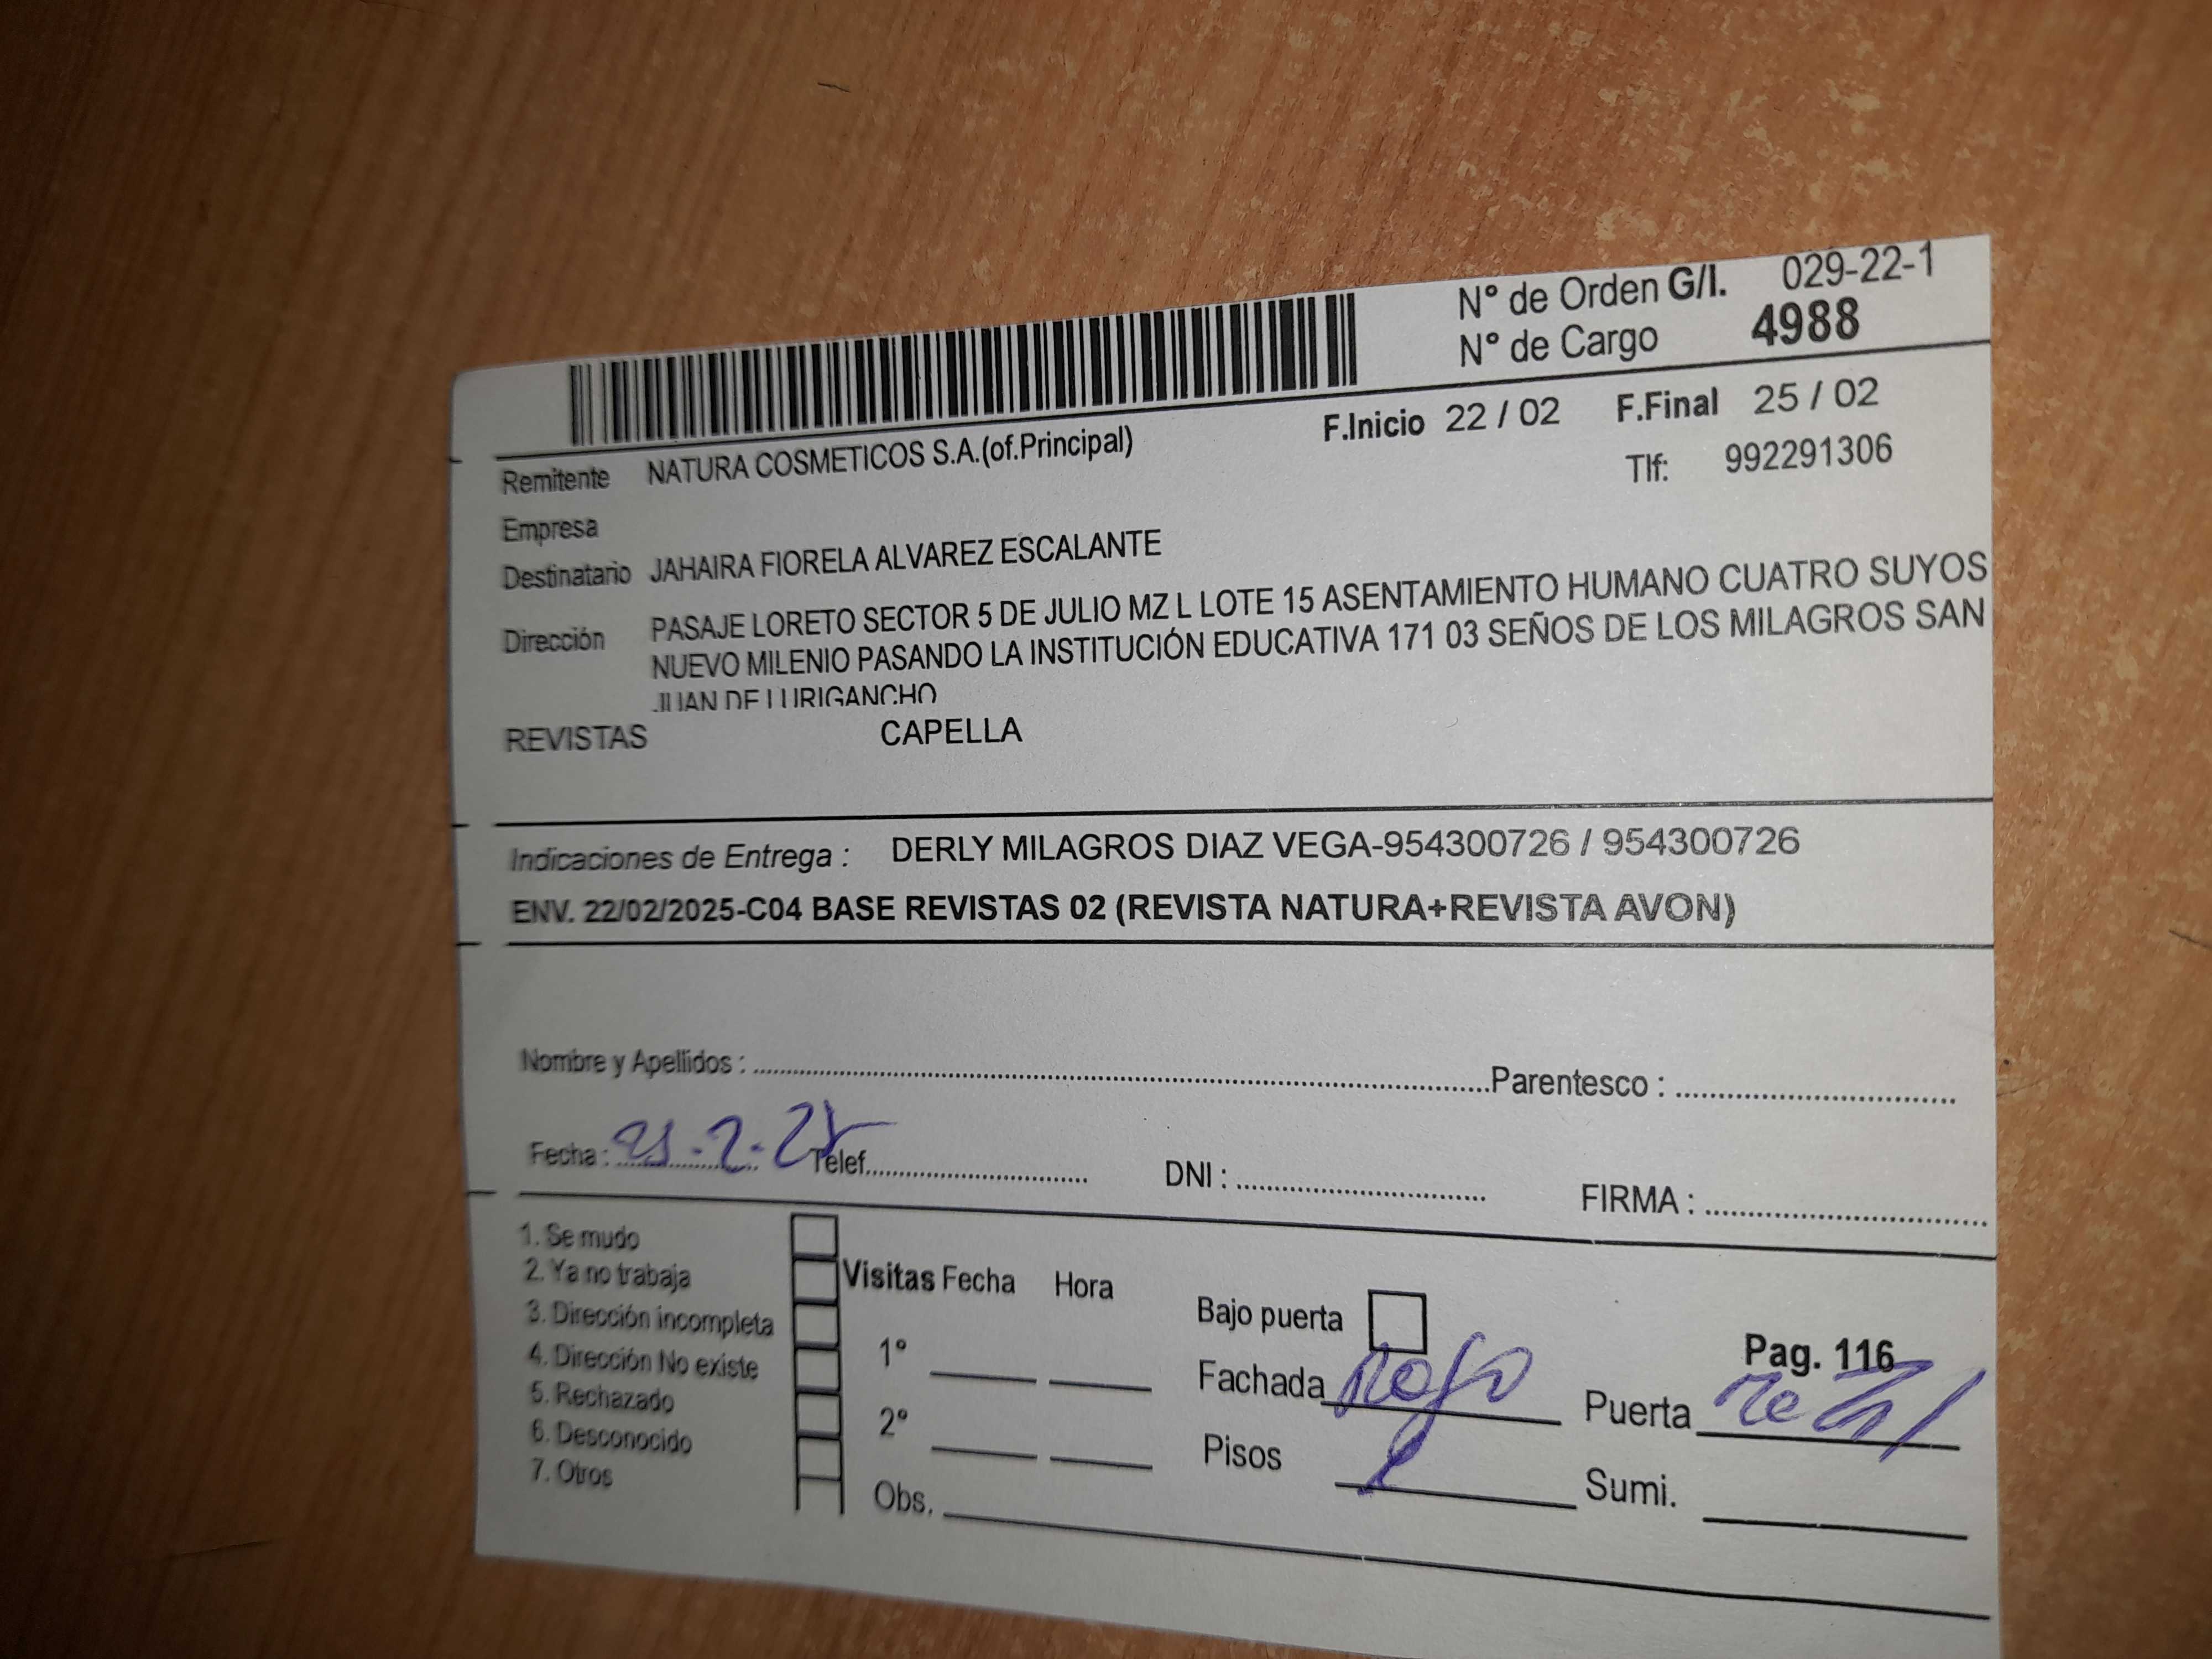 N° de Orden G/I. 029-22-1
N° de Cargo 4988
F.Inicio 22 / 02 F.Final 25 / 02
Remitente NATURA COSMETICOS S.A.(of.Principal) Tlf: 992291306
Empresa
Destinatario JAHAIRA FIORELA ALVAREZ ESCALANTE
Dirección PASAJE LORETO SECTOR 5 DE JULIO MZ L LOTE 15 ASENTAMIENTO HUMANO CUATRO SUYOS
NUEVO MILENIO PASANDO LA INSTITUCIÓN EDUCATIVA 171 03 SEÑOS DE LOS MILAGROS SAN
JUAN DE LURIGANCHO
REVISTAS CAPELLA
Indicaciones de Entrega : DERLY MILAGROS DIAZ VEGA-954300726 / 954300726
ENV. 22/02/2025-C04 BASE REVISTAS 02 (REVISTA NATURA+REVISTA AVON)
Nombre y Apellidos : Parentesco :
Fecha : Telef. DNI : FIRMA :
1. Se mudo
2. Ya no trabaja
3. Dirección incompleta
4. Dirección No existe
5. Rechazado
6. Desconocido
7. Otros
Visitas Fecha Hora
1°
2°
Obs.
Bajo puerta
Fachada Rojo
Pisos 1
Pag. 116
Puerta
Sumi.